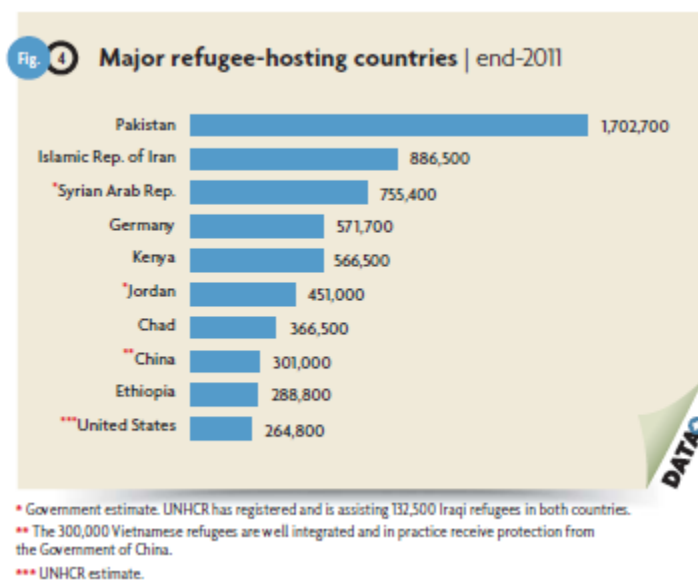 Fig. 4 Major refugee-hosting countries | end-2011
Pakistan 1,702,700
Islamic Rep. of Iran 886,500
*Syrian Arab Rep. 755,400
Germany 571,700
Kenya 566,500
*Jordan 451,000
Chad 366,500
**China 301,000
Ethiopia 288,800
***United States 264,800
DATA
* Government estimate. UNHCR has registered and is assisting 132,500 Iraqi refugees in both countries.
** The 300,000 Vietnamese refugees are well integrated and in practice receive protection from
the Government of China.
*** UNHCR estimate.